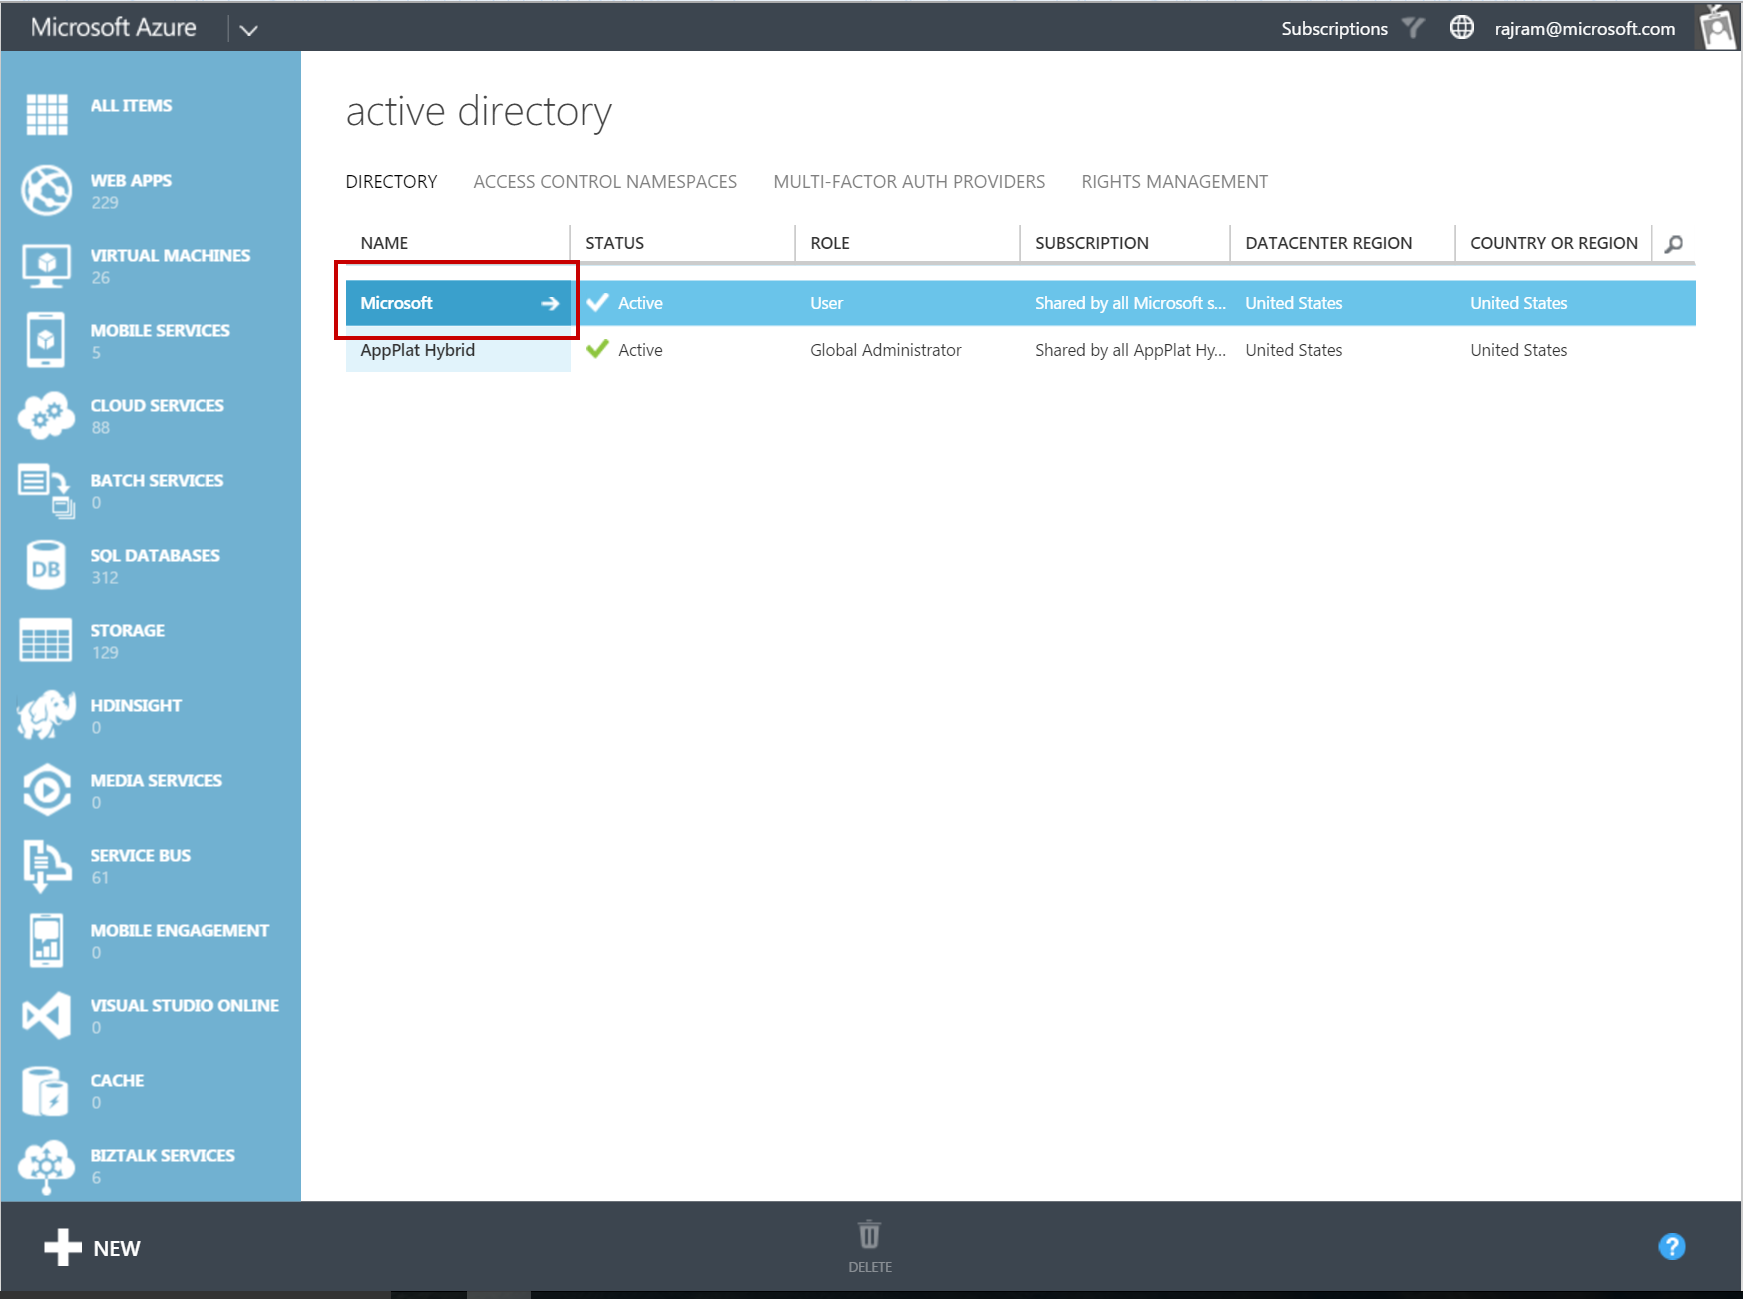 Microsoft Azure
Subscriptions
rajram@microsoft.com
ALL ITEMS
WEB APPS
229
VIRTUAL MACHINES
26
MOBILE SERVICES
5
CLOUD SERVICES
88
BATCH SERVICES
0
DB
SQL DATABASES
312
STORAGE
129
HDINSIGHT
0
MEDIA SERVICES
0
SERVICE BUS
61
MOBILE ENGAGEMENT
0
VISUAL STUDIO ONLINE
0
CACHE
0
BIZTALK SERVICES
6
active directory
DIRECTORY ACCESS CONTROL NAMESPACES MULTI-FACTOR AUTH PROVIDERS RIGHTS MANAGEMENT
NAME STATUS ROLE SUBSCRIPTION DATACENTER REGION COUNTRY OR REGION
Microsoft Active User Shared by all Microsoft s... United States United States
AppPlat Hybrid Active Global Administrator Shared by all AppPlat Hy... United States United States
NEW
DELETE
?